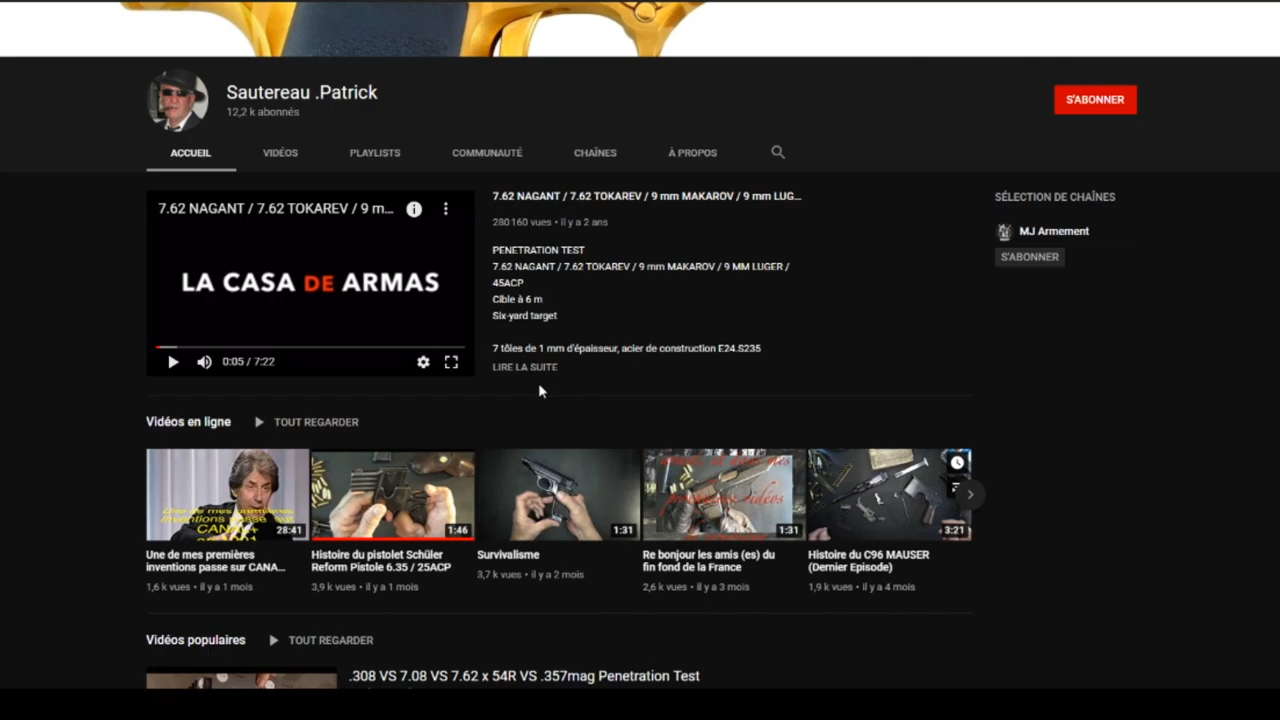 Sautereau .Patrick
12,2 k abonnés
S'ABONNER
ACCUEIL
VIDÉOS
PLAYLISTS
COMMUNAUTÉ
CHAÎNES
À PROPOS
7.62 NAGANT / 7.62 TOKAREV / 9 m...
LA CASA DE ARMAS
0:05 / 7:22
7.62 NAGANT / 7.62 TOKAREV / 9 mm MAKAROV / 9 mm LUG...
280 160 vues • il y a 2 ans
PENETRATION TEST
7.62 NAGANT / 7.62 TOKAREV / 9 mm MAKAROV / 9 MM LUGER /
45ACP
Cible à 6 m
Six-yard target
7 tôles de 1 mm d'épaisseur, acier de construction E24.S235
LIRE LA SUITE
SÉLECTION DE CHAÎNES
MJ Armement
S'ABONNER
Vidéos en ligne
TOUT REGARDER
Une de mes premières
inventions passe sur
CANAL+
28:41
Une de mes premières
inventions passe sur CANA...
1,6 k vues • il y a 1 mois
1:46
Histoire du pistolet Schüler
Reform Pistole 6.35 / 25ACP
3,9 k vues • il y a 1 mois
1:31
Survivalisme
3,7 k vues • il y a 2 mois
vidéos
1:31
Re bonjour les amis (es) du
fin fond de la France
2,6 k vues • il y a 3 mois
3:21
Histoire du C96 MAUSER
(Dernier Episode)
1,9 k vues • il y a 4 mois
Vidéos populaires
TOUT REGARDER
.308 VS 7.08 VS 7.62 x 54R VS .357mag Penetration Test